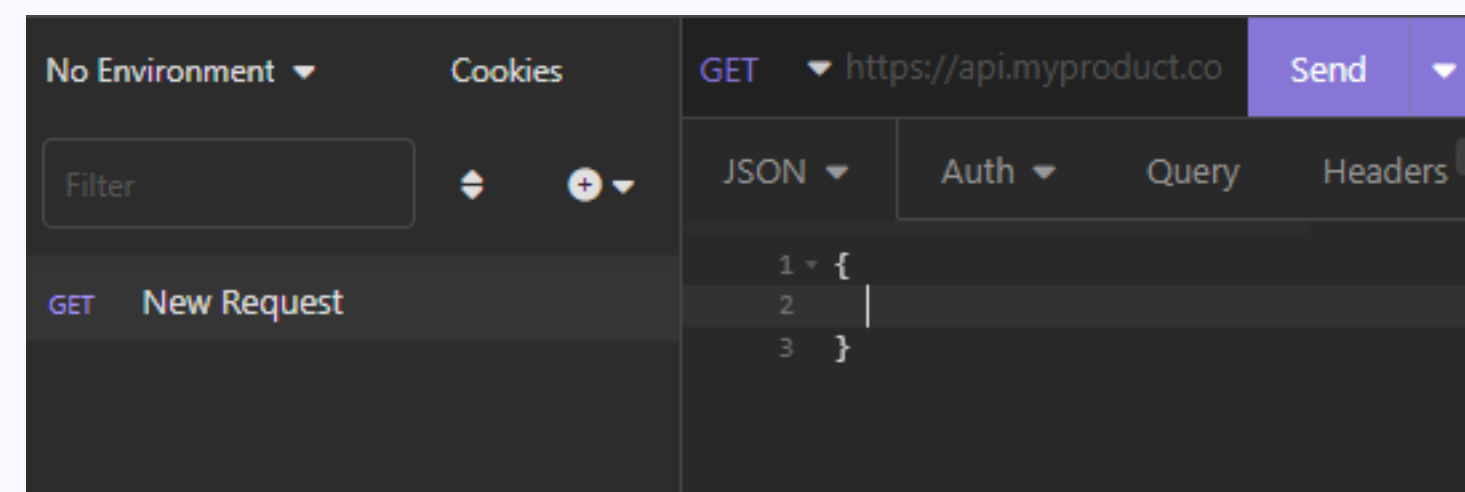 No Environment Cookies
GET https://api.myproduct.co Send
Filter
JSON Auth Query Headers
GET New Request
1 {
2
3 }